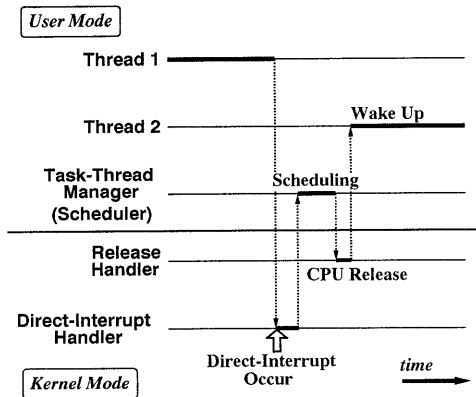 User Mode
Thread 1
Wake Up
Thread 2
Task-Thread
Manager
(Scheduler)
Scheduling
Release
Handler
CPU Release
Direct-Interrupt
Handler
Direct-Interrupt
Occur
time
Kernel Mode